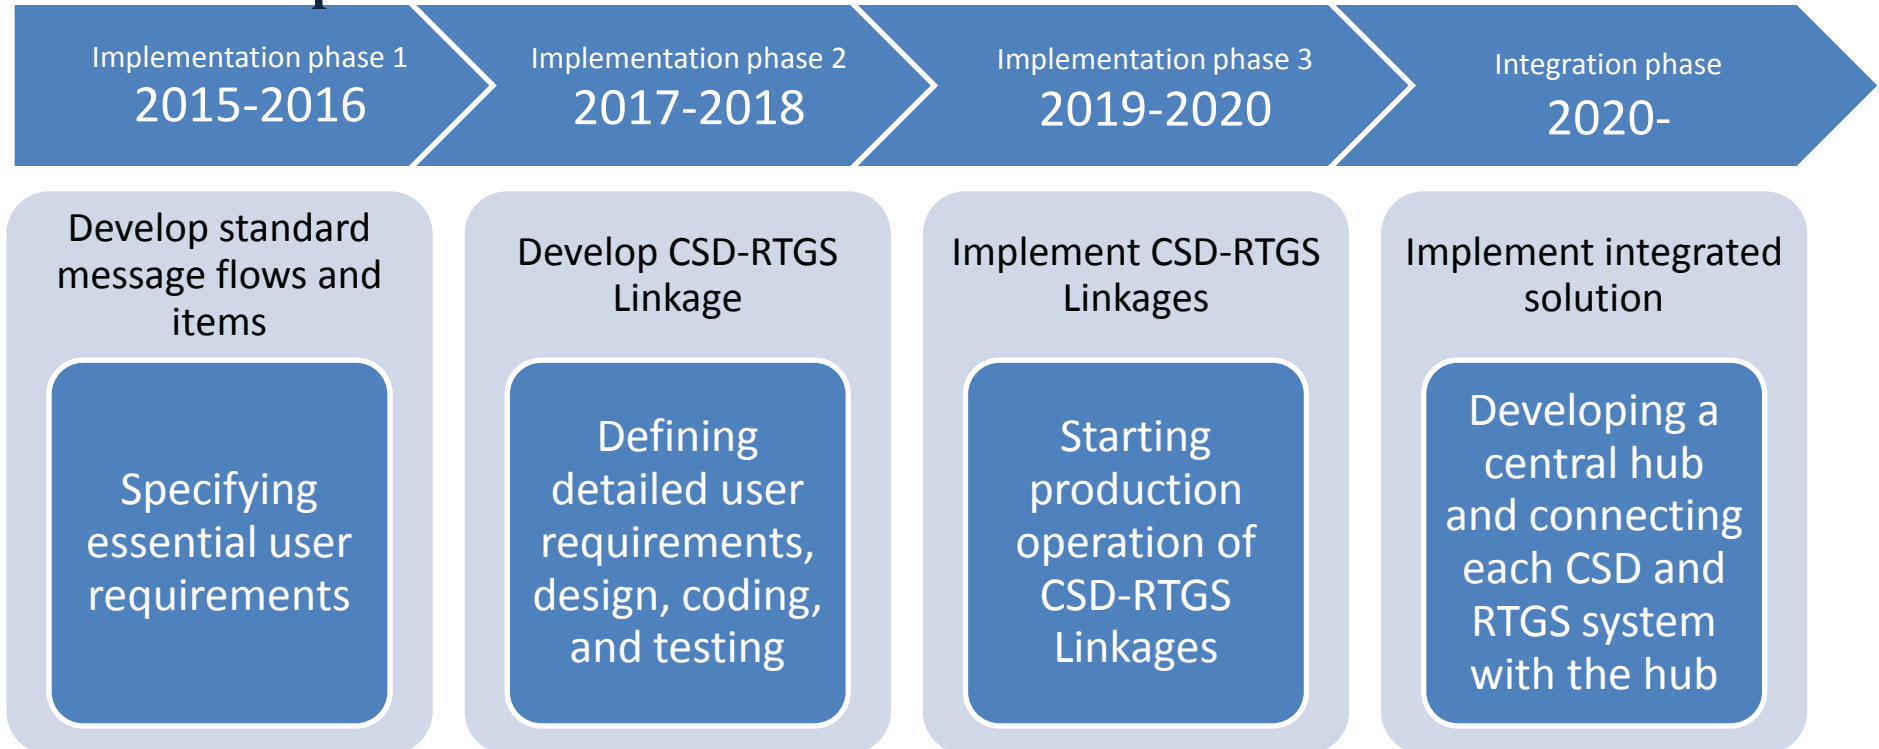 Implementation phase 1
2015-2016
Implementation phase 2
2017-2018
Implementation phase 3
2019-2020
Integration phase
2020-
Develop standard
message flows and
items
Specifying
essential user
requirements
Develop CSD-RTGS
Linkage
Defining
detailed user
requirements,
design, coding,
and testing
Implement CSD-RTGS
Linkages
Starting
production
operation of
CSD-RTGS
Linkages
Implement integrated
solution
Developing a
central hub
and connecting
each CSD and
RTGS system
with the hub